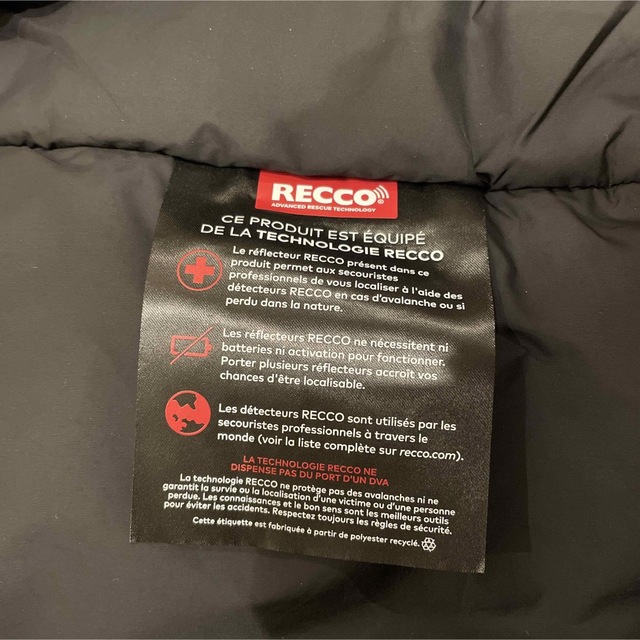 RECCO®
ADVANCED RESCUE TECHNOLOGY
CE PRODUIT EST ÉQUIPÉ
DE LA TECHNOLOGIE RECCO
Le réflecteur RECCO présent dans ce
produit permet aux secouristes
professionnels de vous localiser à l'aide des
détecteurs RECCO en cas d'avalanche ou si
perdu dans la nature.
Les réflecteurs RECCO ne nécessitent ni
batteries ni activation pour fonctionner.
Porter plusieurs réflecteurs accroît vos
chances d'être localisable.
Les détecteurs RECCO sont utilisés par les
secouristes professionnels à travers le
monde (voir la liste complète sur recco.com).
LA TECHNOLOGIE RECCO NE
DISPENSE PAS DU PORT D'UN DVA
La technologie RECCO ne protège pas des avalanches ni ne
garantit la survie ou la localisation d'une victime ou d'une personne
perdue. Les connaissances et le bon sens sont les meilleurs outils
pour éviter les accidents. Respectez toujours les règles de sécurité.
Cette étiquette est fabriquée à partir de polyester recyclé.